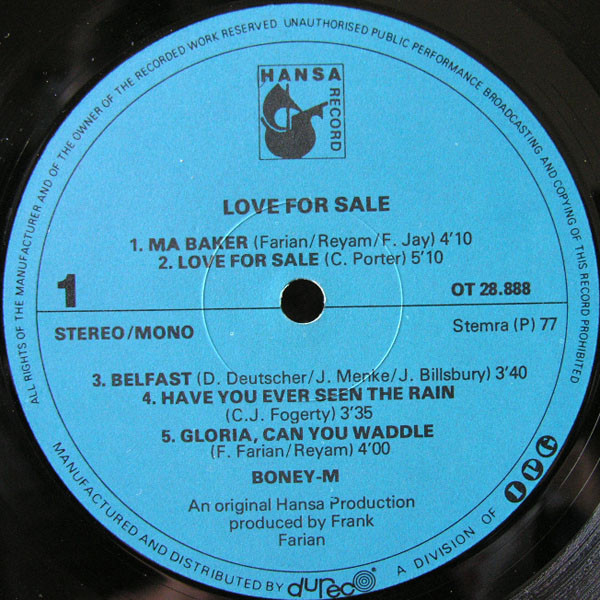 ALL RIGHTS OF THE MANUFACTURER AND OF THE OWNER OF THE RECORDED WORK RESERVED UNAUTHORISED PUBLIC PERFORMANCE BROADCASTING AND COPYING OF THIS RECORD PROHIBITED
HANSA
RECORD
LOVE FOR SALE
1. MA BAKER (Farian/Reyam/F. Jay) 4'10
2. LOVE FOR SALE (C. Porter) 5'10
1
OT 28.888
STEREO/MONO
Stemra (P) 77
3. BELFAST (D. Deutscher/J. Menke/J. Billsbury) 3'40
4. HAVE YOU EVER SEEN THE RAIN
(C.J. Fogerty) 3'35
5. GLORIA, CAN YOU WADDLE
(F. Farian/Reyam) 4'00
BONEY-M
An original Hansa Production
produced by Frank
Farian
MANUFACTURED AND DISTRIBUTED BY dureco A DIVISION OF